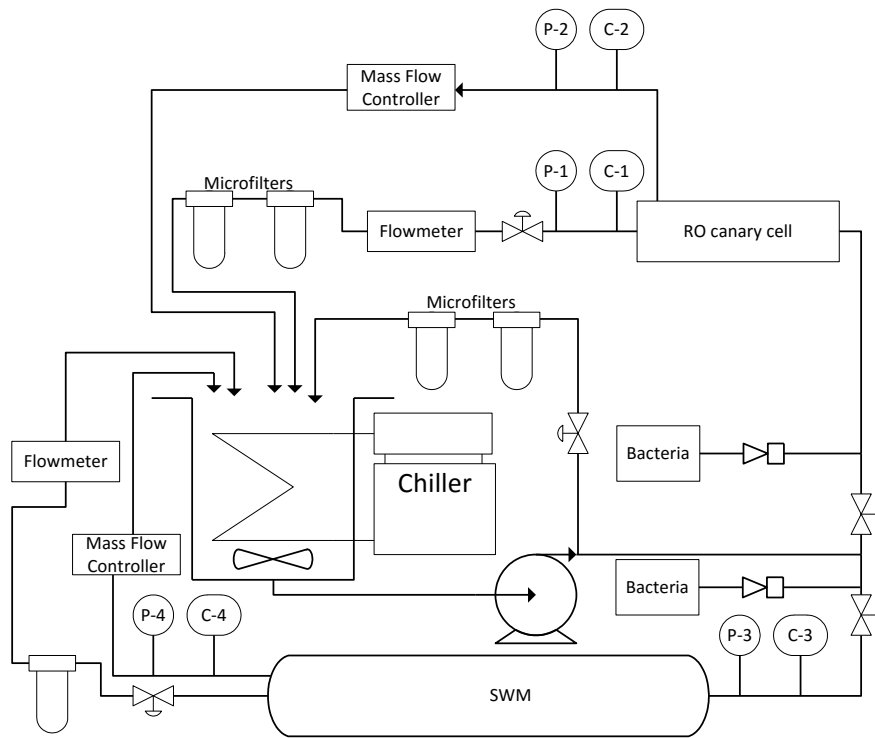 P-2
C-2
Mass Flow
Controller
P-1
C-1
Microfilters
Flowmeter
RO canary cell
Microfilters
Flowmeter
Bacteria
Chiller
Mass Flow
Controller
Bacteria
P-4
C-4
P-3
C-3
SWM